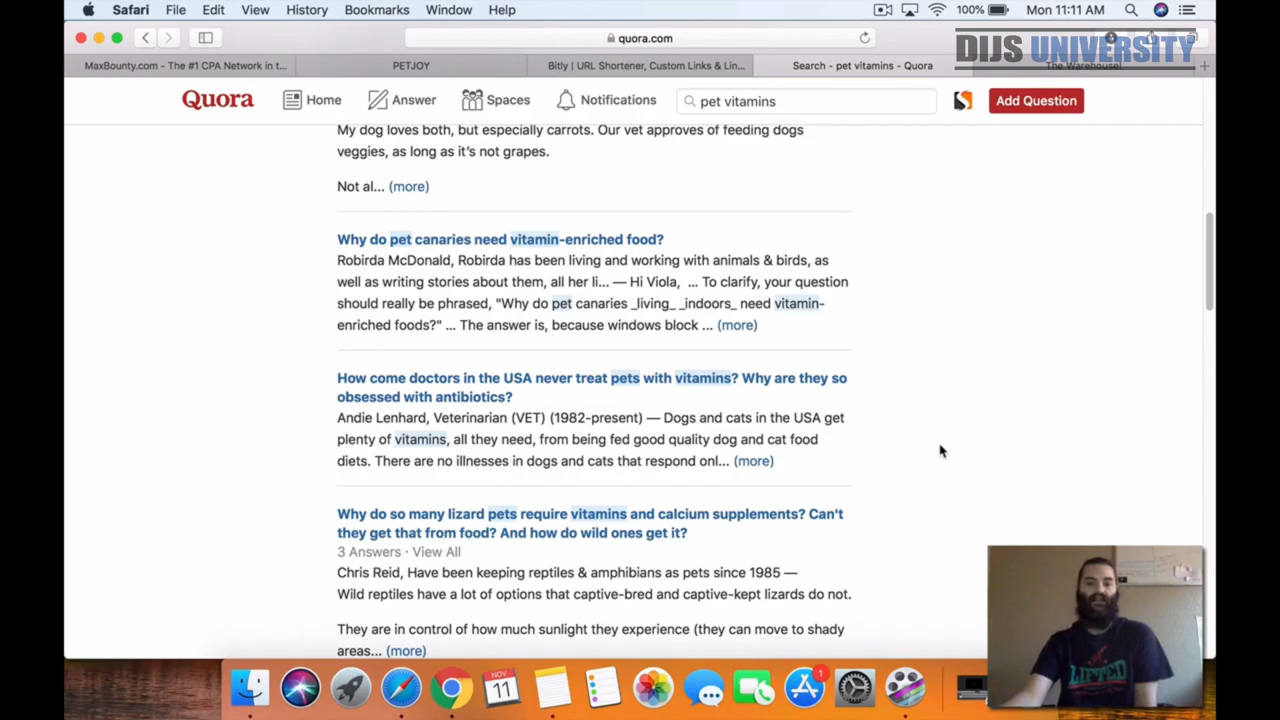 Safari File Edit View History Bookmarks Window Help 100% Mon 11:11 AM
quora.com
DIJS UNIVERSITY
MaxBounty.com - The #1 CPA Network in t... PETJOY Bitly | URL Shortener, Custom Links & Lin... Search - pet vitamins - Quora The Warehouse!
Quora Home Answer Spaces Notifications pet vitamins Add Question
My dog loves both, but especially carrots. Our vet approves of feeding dogs
veggies, as long as it's not grapes.
Not al... (more)
Why do pet canaries need vitamin-enriched food?
Robirda McDonald, Robirda has been living and working with animals & birds, as
well as writing stories about them, all her li... — Hi Viola, ... To clarify, your question
should really be phrased, "Why do pet canaries _living_ _indoors_ need vitamin-
enriched foods?" ... The answer is, because windows block ... (more)
How come doctors in the USA never treat pets with vitamins? Why are they so
obsessed with antibiotics?
Andie Lenhard, Veterinarian (VET) (1982-present) — Dogs and cats in the USA get
plenty of vitamins, all they need, from being fed good quality dog and cat food
diets. There are no illnesses in dogs and cats that respond onl... (more)
Why do so many lizard pets require vitamins and calcium supplements? Can't
they get that from food? And how do wild ones get it?
3 Answers · View All
Chris Reid, Have been keeping reptiles & amphibians as pets since 1985 —
Wild reptiles have a lot of options that captive-bred and captive-kept lizards do not.
They are in control of how much sunlight they experience (they can move to shady
areas... (more)
LIFTED
NOV
11
1